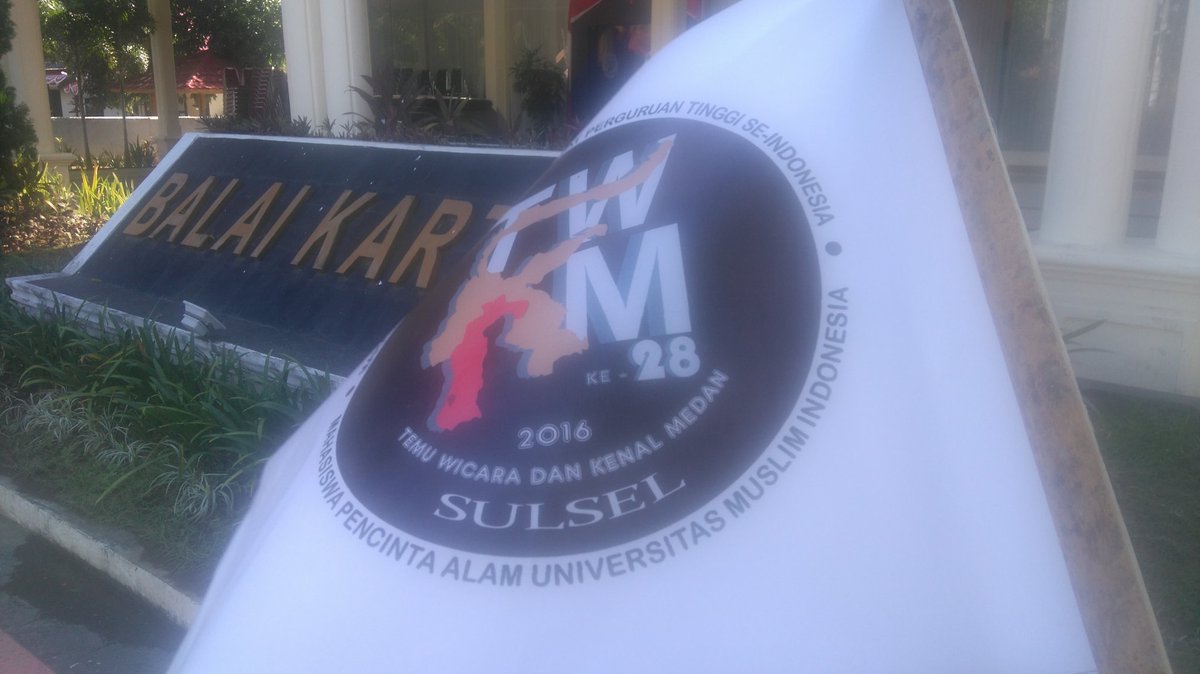 BALAI KAR
PERGURUAN TINGGI SE-INDONESIA
TWKM
KE - 28
2016
TEMU WICARA DAN KENAL MEDAN
SULSEL
MAHASISWA PENCINTA ALAM UNIVERSITAS MUSLIM INDONESIA